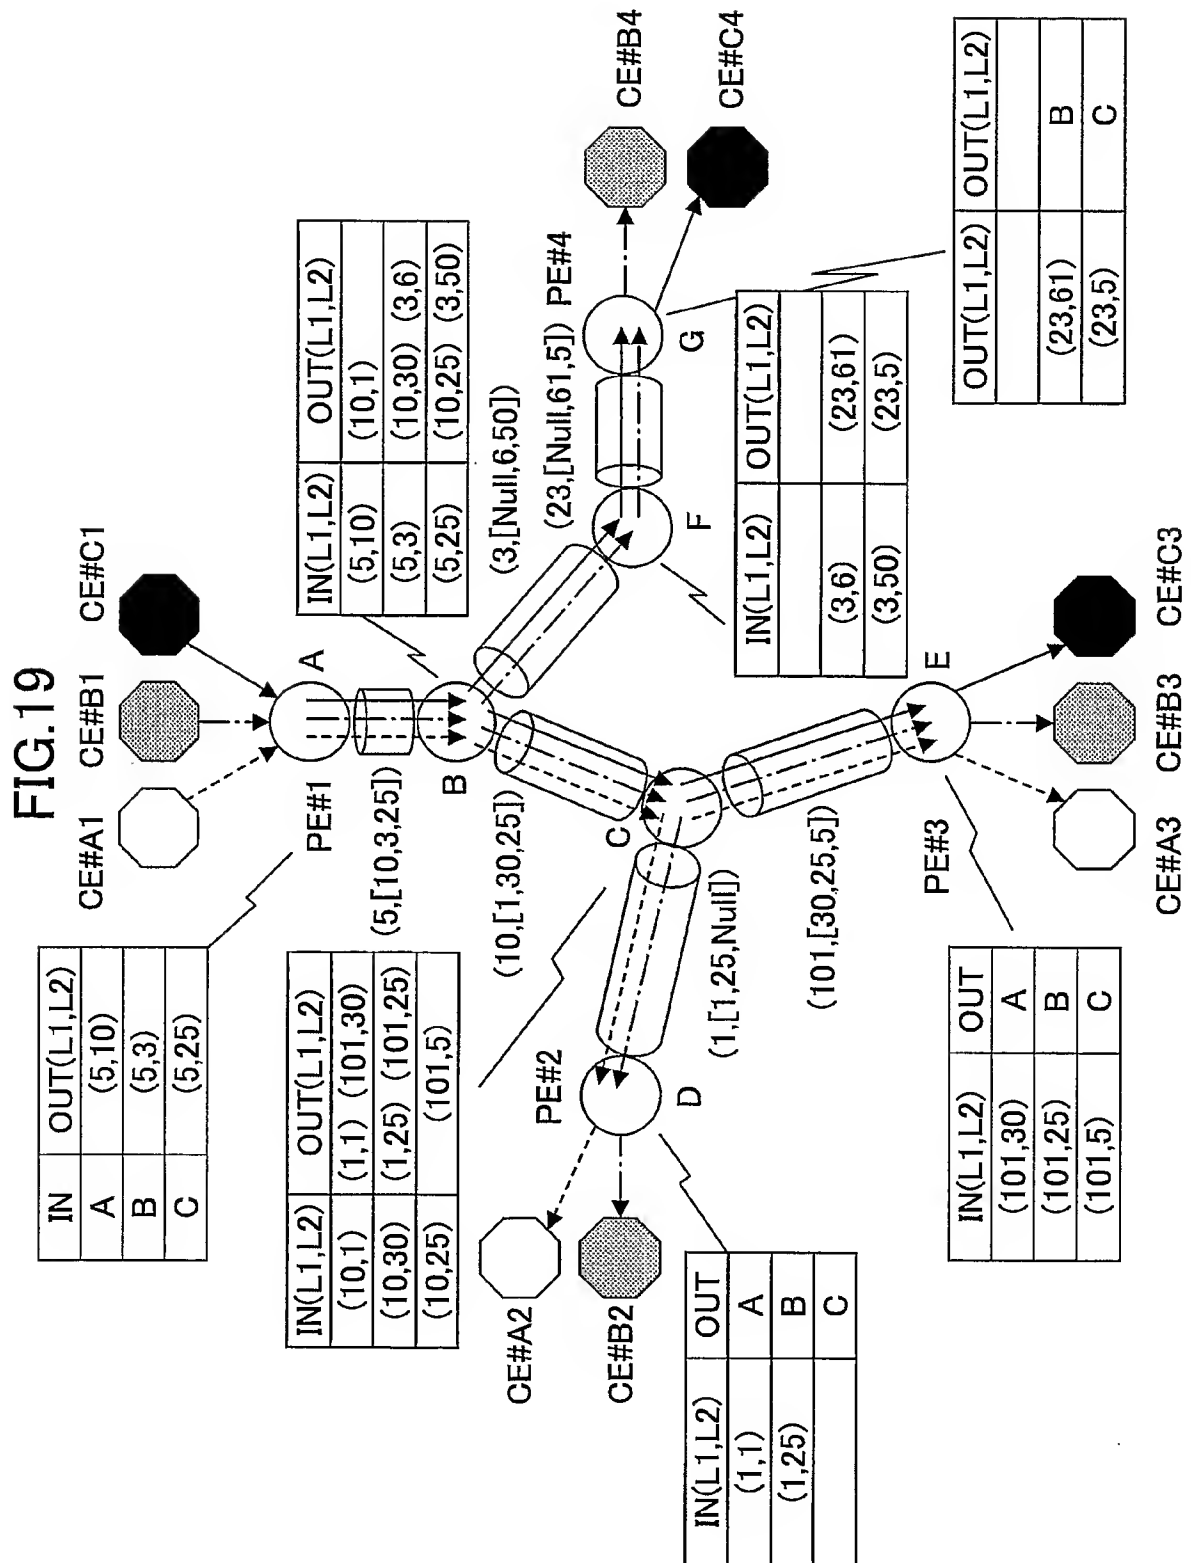 FIG.19
CE#A1
CE#B1
CE#C1
IN OUT(L1,L2)
A (5,10)
B (5,3)
C (5,25)
PE#1
A
(5,[10,3,25])
B
IN(L1,L2) OUT(L1,L2)
(5,10) (10,1)
(5,3) (10,30) (3,6)
(5,25) (10,25) (3,50)
(3,[Null,6,50])
(10,[1,30,25])
IN(L1,L2) OUT(L1,L2)
(10,1) (1,1) (101,30)
(10,30) (1,25) (101,25)
(10,25) (101,5)
C
(1,[1,25,Null])
PE#2
D
CE#A2
CE#B2
IN(L1,L2) OUT
(1,1) A
(1,25) B
C
(101,[30,25,5])
PE#3
E
IN(L1,L2) OUT
(101,30) A
(101,25) B
(101,5) C
CE#A3
CE#B3
CE#C3
F
IN(L1,L2) OUT(L1,L2)
(3,6) (23,61)
(3,50) (23,5)
(23,[Null,61,5])
PE#4
G
CE#B4
CE#C4
OUT(L1,L2) OUT(L1,L2)
(23,61) B
(23,5) C